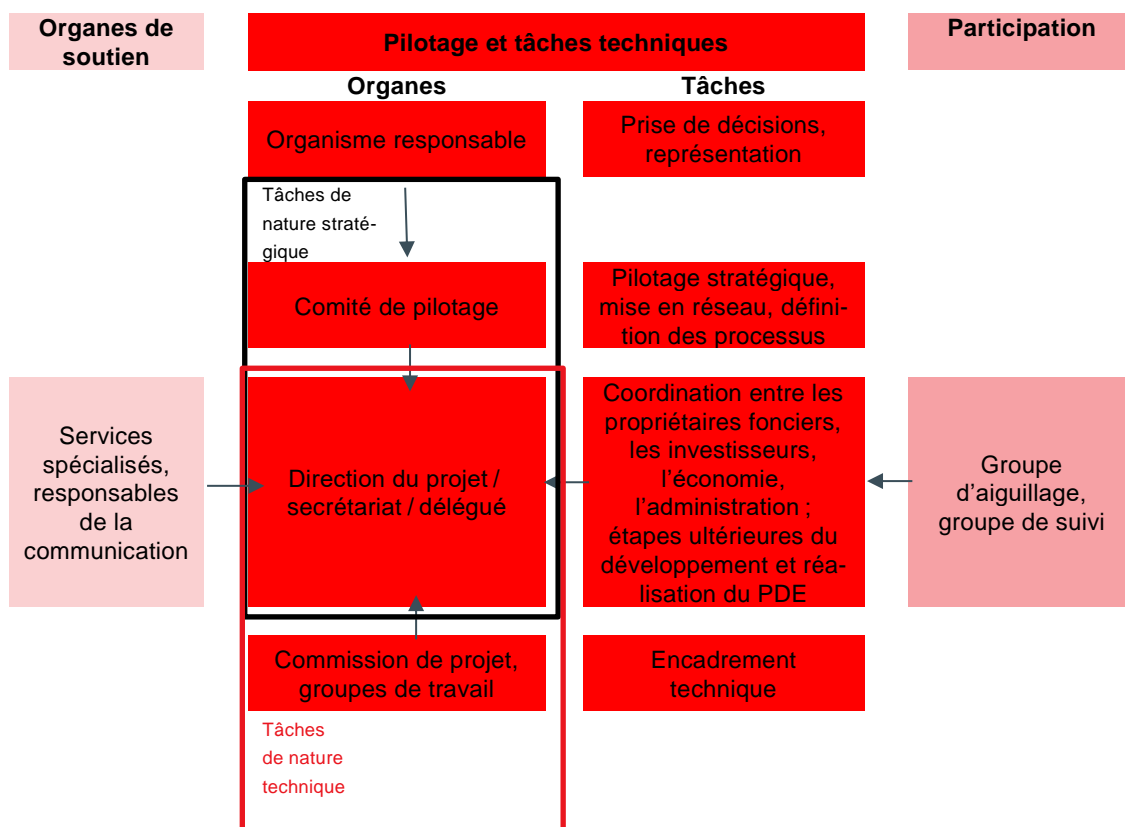 Organes de
soutien
Pilotage et tâches techniques
Participation
Organes
Tâches
Organisme responsable
Prise de décisions,
représentation
Tâches de
nature straté-
gique
Comité de pilotage
Pilotage stratégique,
mise en réseau, défini-
tion des processus
Services
spécialisés,
responsables
de la
communication
Direction du projet /
secrétariat / délégué
Coordination entre les
propriétaires fonciers,
les investisseurs,
l’économie,
l’administration ;
étapes ultérieures du
développement et réa-
lisation du PDE
Groupe
d’aiguillage,
groupe de suivi
Commission de projet,
groupes de travail
Encadrement
technique
Tâches
de nature
technique